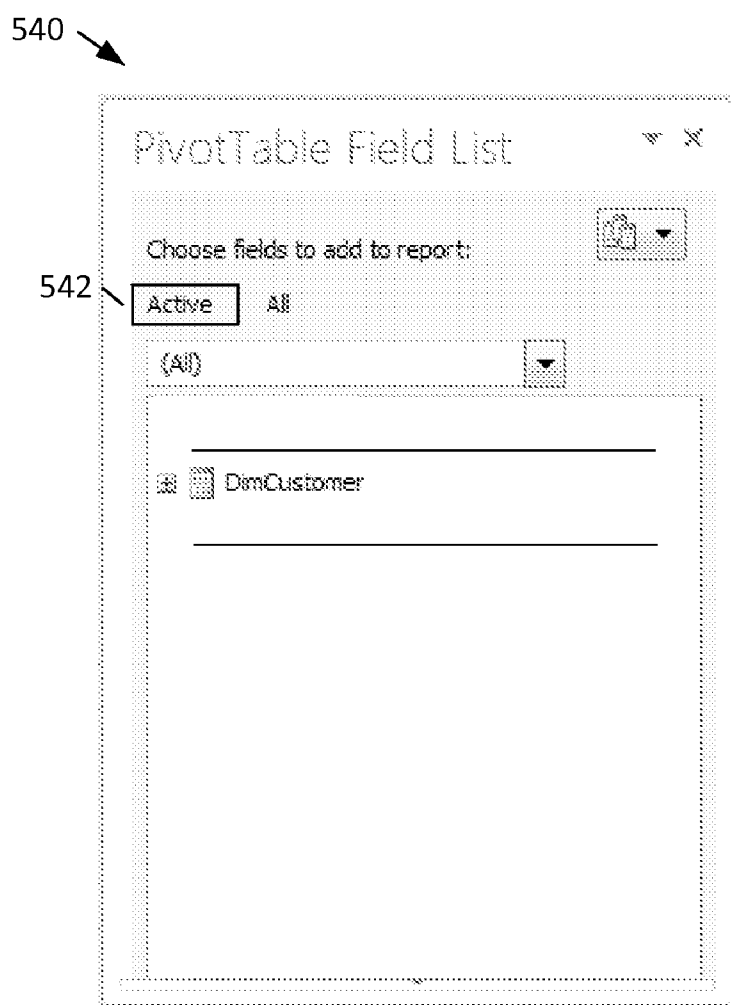 540
PivotTable Field List
Choose fields to add to report:
542
Active All
(All)
DimCustomer